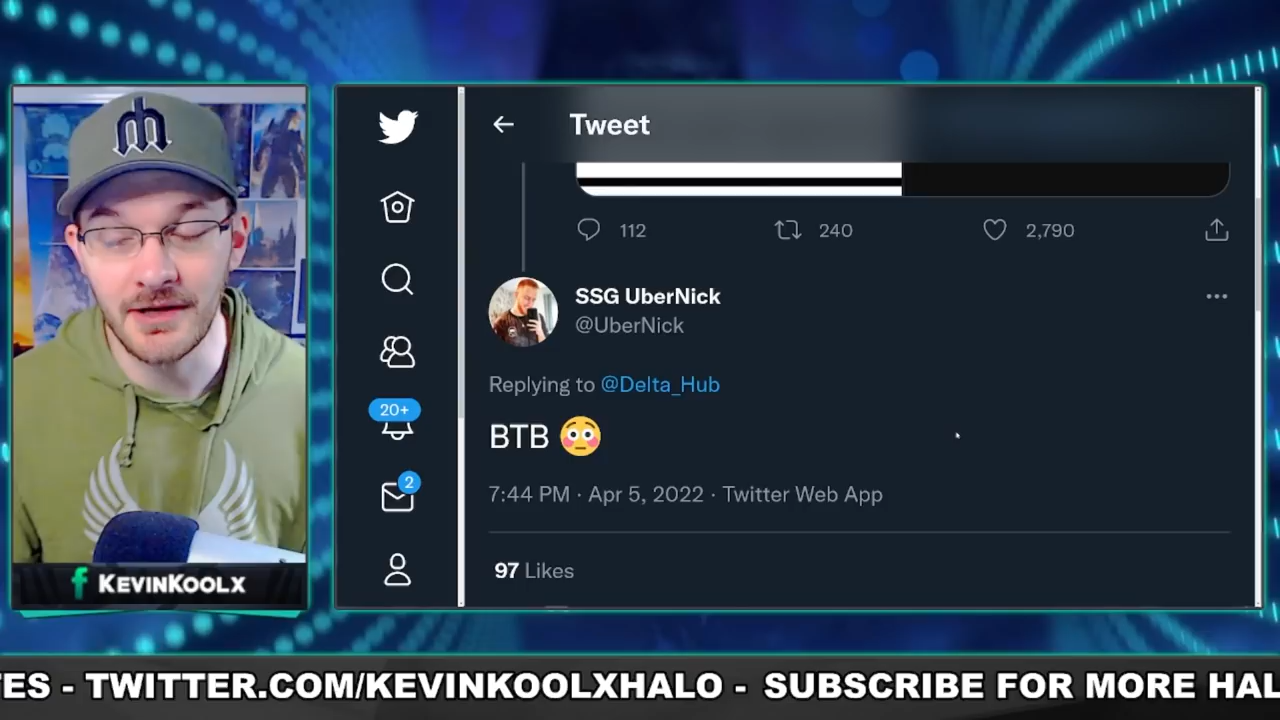 Tweet
112
240
2,790
SSG UberNick
@UberNick
Replying to @Delta_Hub
BTB 😳
20+
2
7:44 PM · Apr 5, 2022 · Twitter Web App
97 Likes
f KEVINKOOLX
TES - TWITTER.COM/KEVINKOOLXHALO - SUBSCRIBE FOR MORE HAL